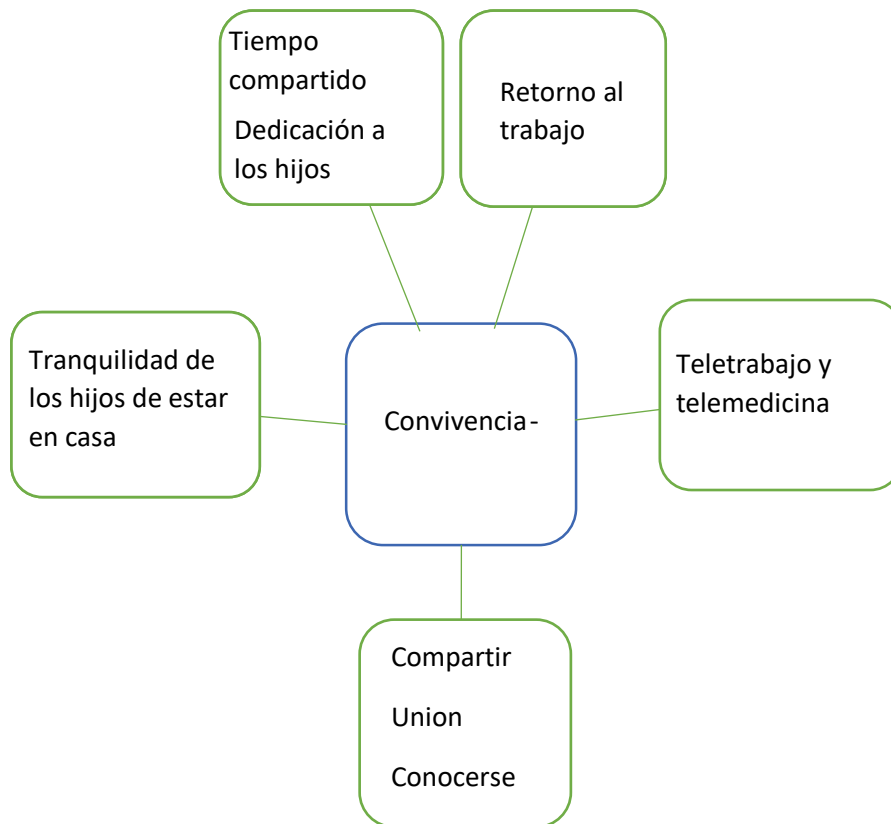 Tiempo
compartido
Dedicación a
los hijos
Retorno al
trabajo
Tranquilidad de
los hijos de estar
en casa
Convivencia-
Teletrabajo y
telemedicina
Compartir
Union
Conocerse